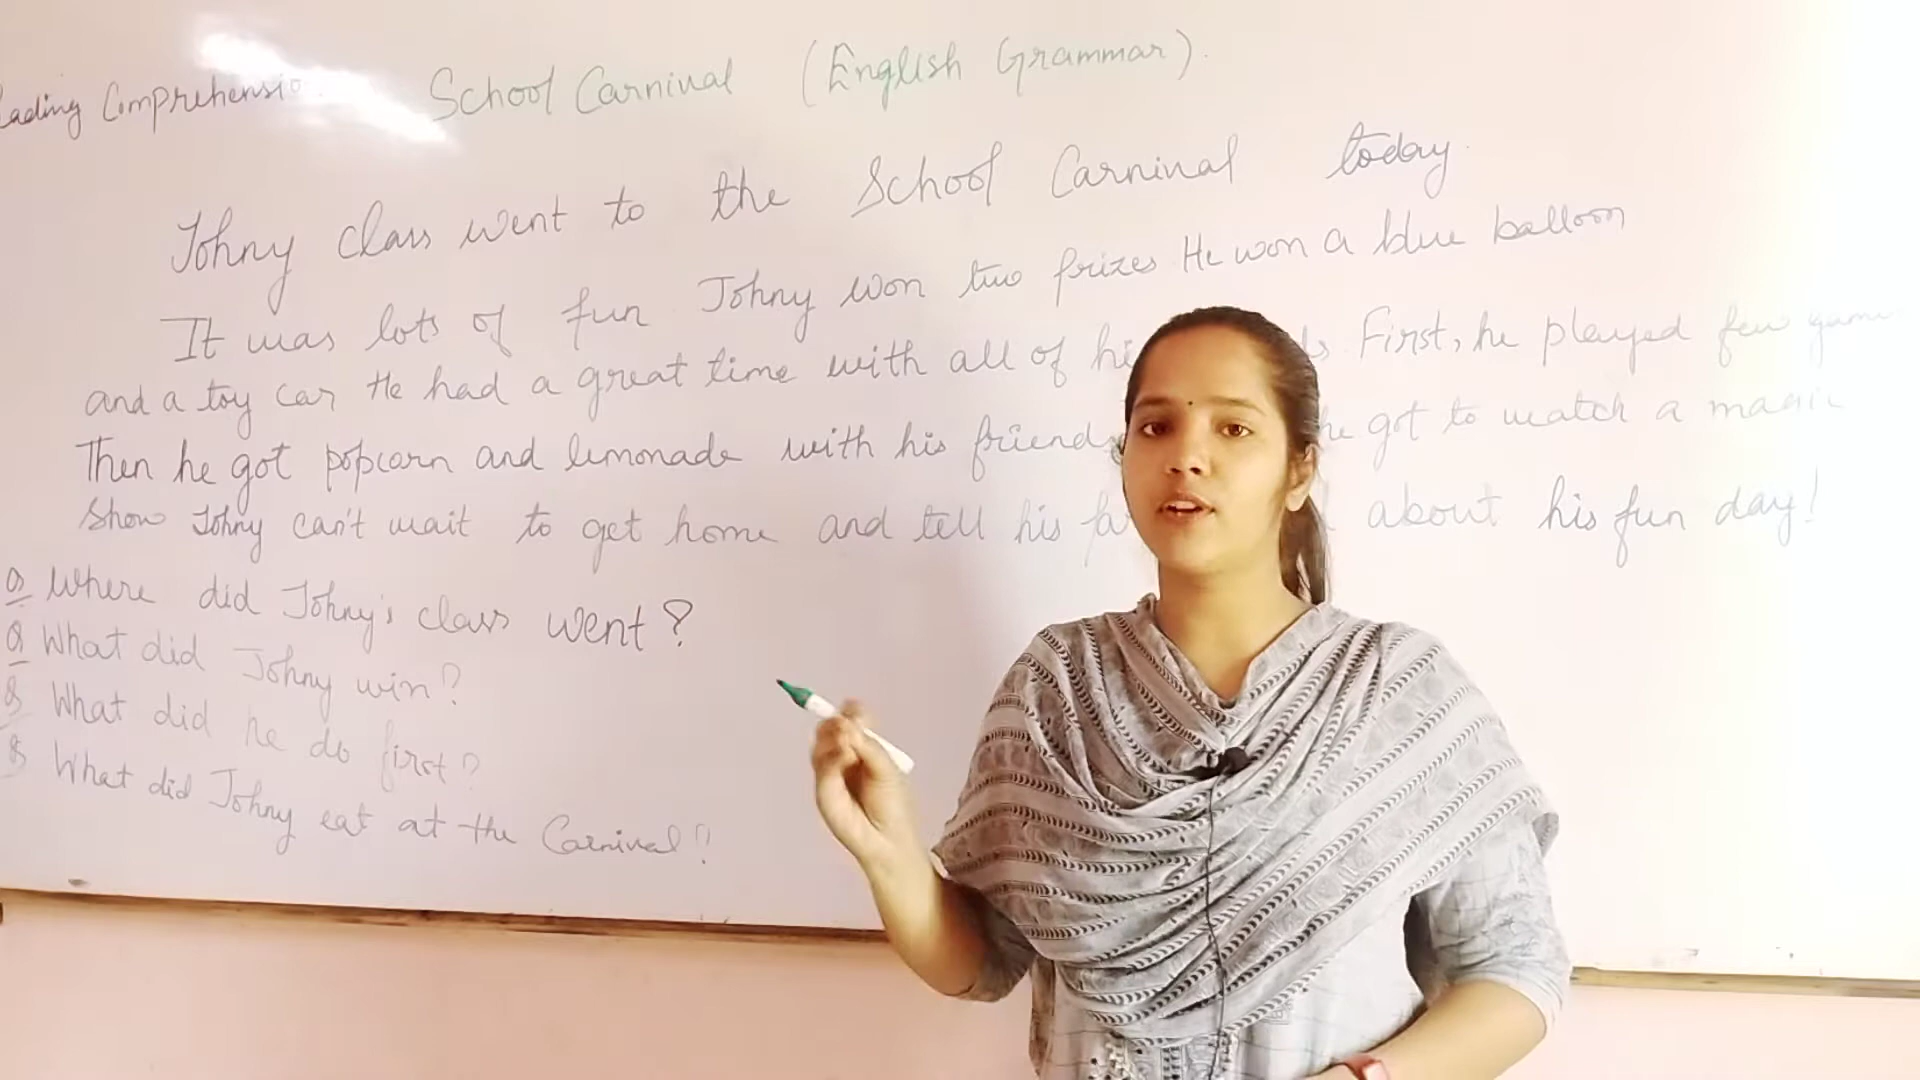 Comprehension School Carnival (English Grammar).
Johny class went to the School Carnival today.
It was lots of fun Johny won two prizes He won a blue balloon
and a toy car He had a great time with all of First, he played few
Then he got popcorn and lemonade with his friends he got to watch a magic
Show Johny can't wait to get home and tell his about his fun day!
Q Where did Johny's class went?
Q What did Johny win?
Q What did he do first?
Q What did Johny eat at the Carnival?